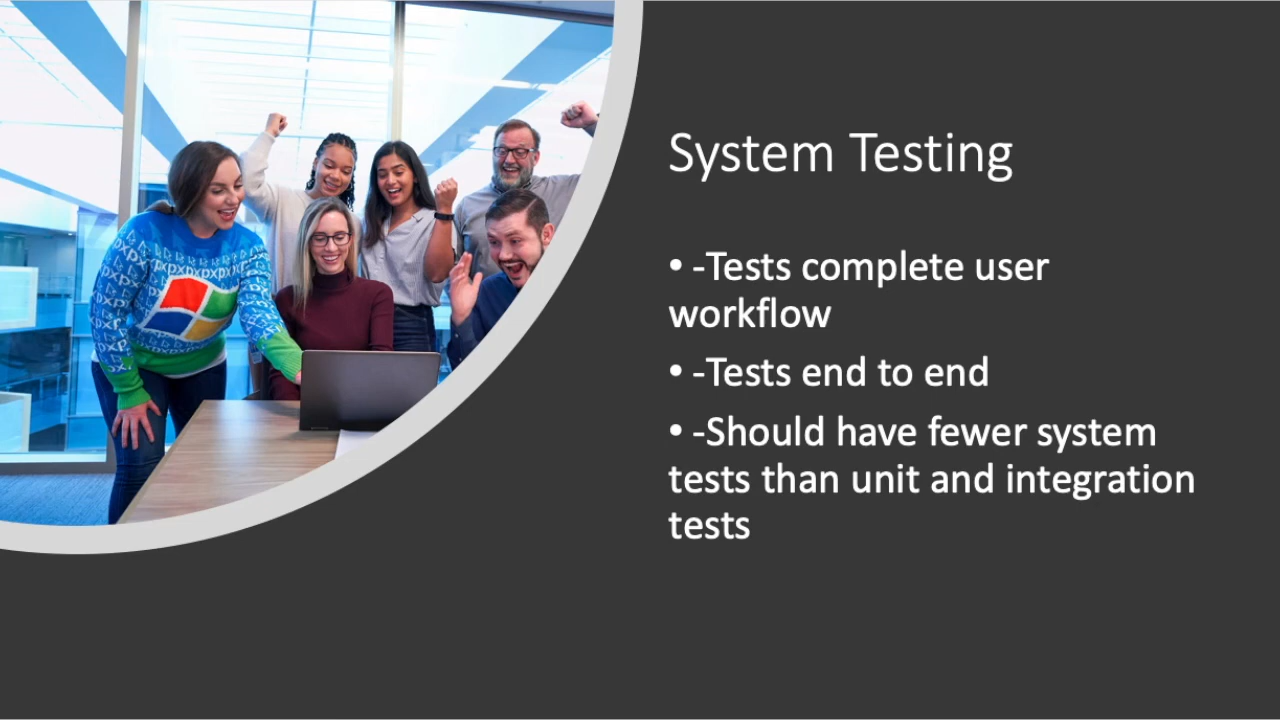 System Testing
• -Tests complete user
workflow
• -Tests end to end
• -Should have fewer system
tests than unit and integration
tests